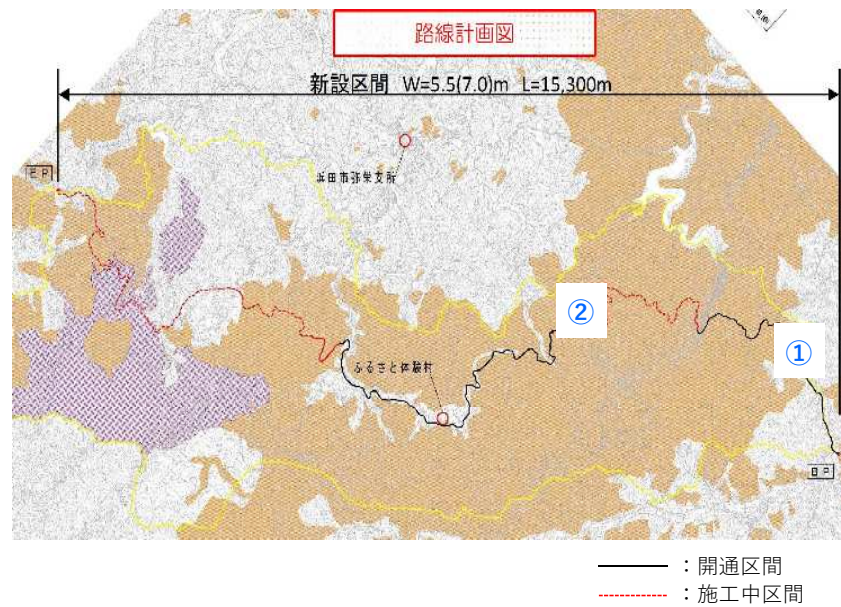 路線計画図
新設区間 W=5.5(7.0)m L=15,300m
浜田市弥栄支所
②
①
ふるさと体験村
：開通区間
：施工中区間